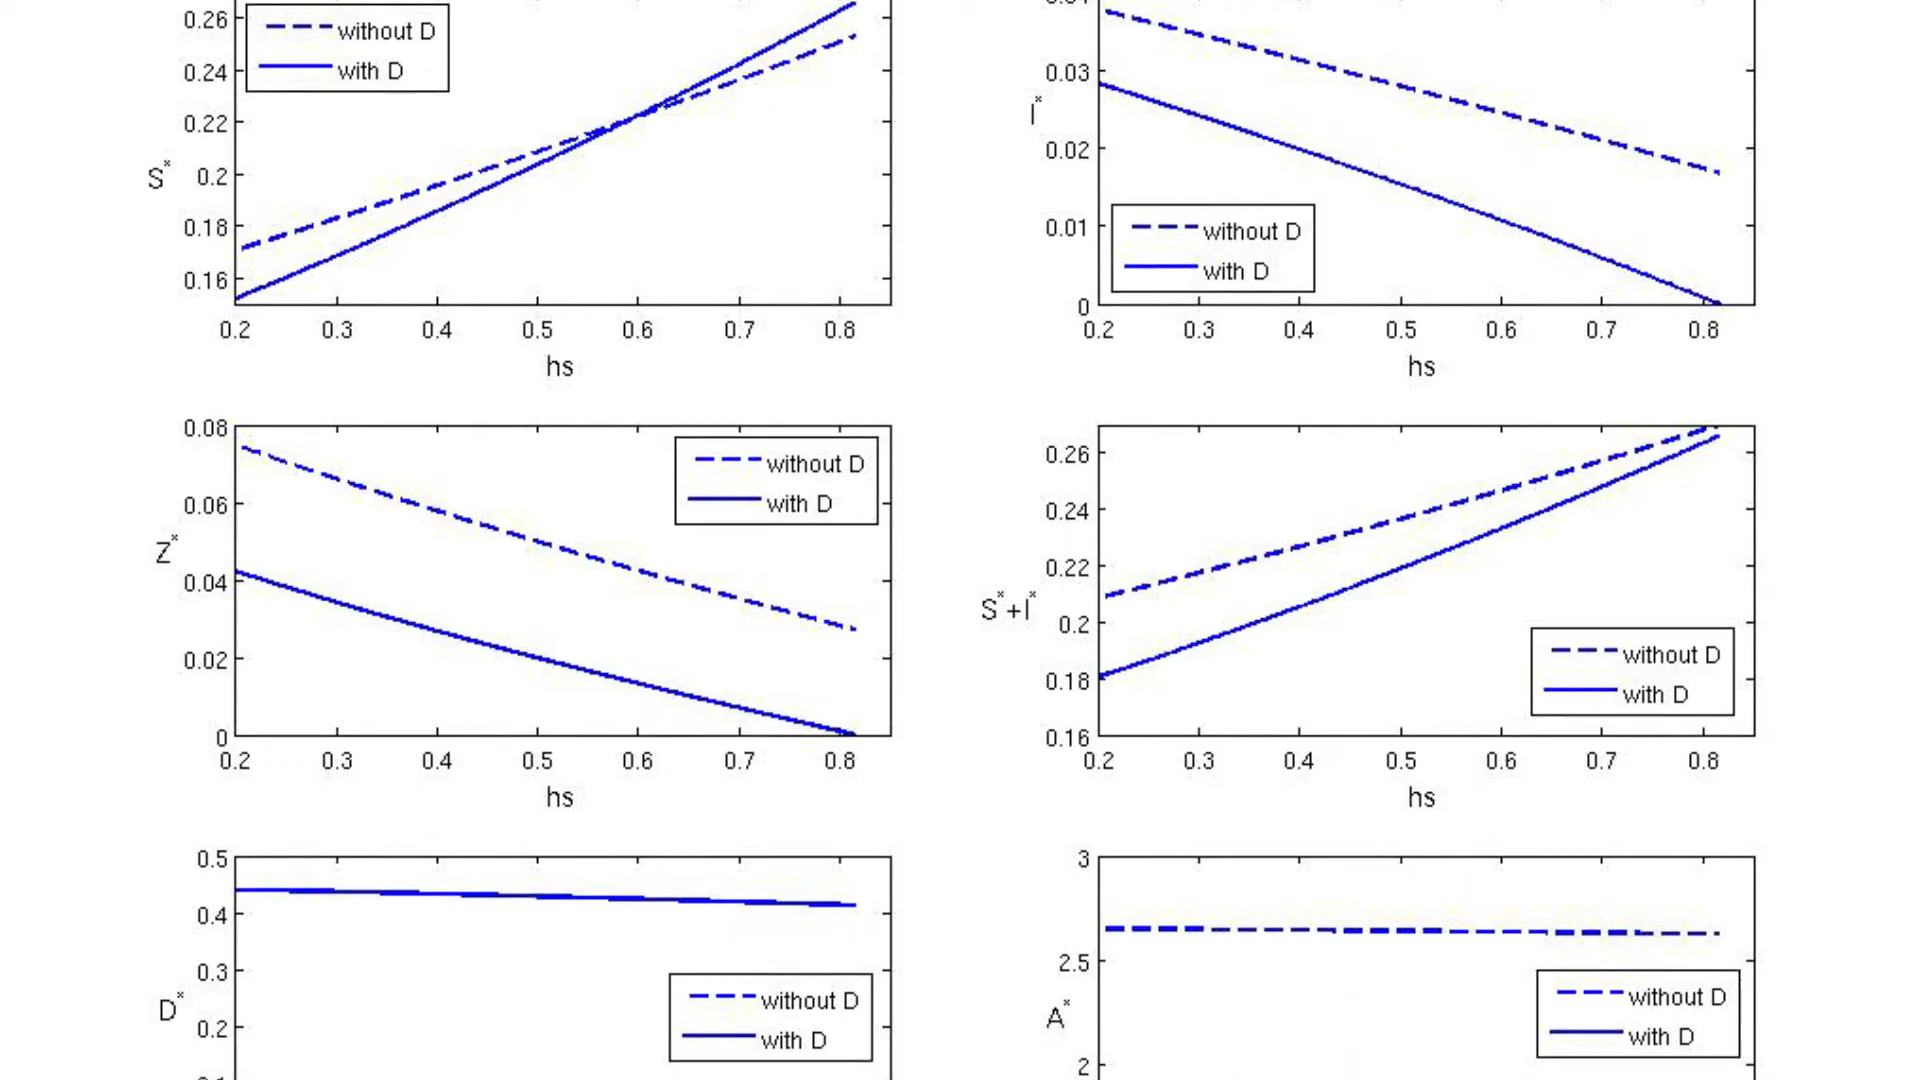 0.26
without D
with D
0.24
0.22
S*
0.2
0.18
0.16
0.2 0.3 0.4 0.5 0.6 0.7 0.8
hs
0.03
I*
0.02
0.01
without D
with D
0
0.2 0.3 0.4 0.5 0.6 0.7 0.8
hs
0.08
without D
with D
0.06
Z*
0.04
0.02
0
0.2 0.3 0.4 0.5 0.6 0.7 0.8
hs
0.26
0.24
0.22
S*+I*
0.2
without D
with D
0.18
0.16
0.2 0.3 0.4 0.5 0.6 0.7 0.8
hs
0.5
0.4
0.3
D*
without D
0.2
with D
3
2.5
A*
without D
with D
2